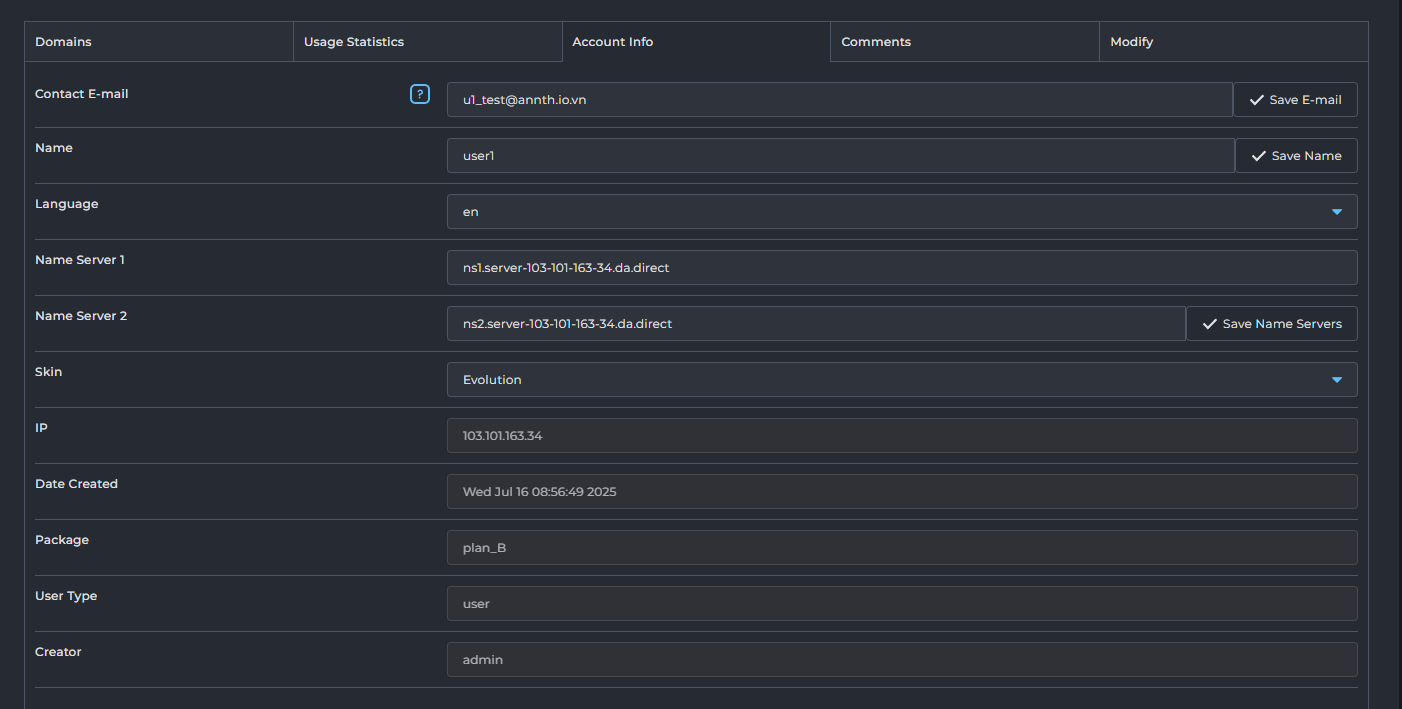 Domains
Usage Statistics
Account Info
Comments
Modify
Contact E-mail
?
u1_test@annth.io.vn
Save E-mail
Name
user1
Save Name
Language
en
Name Server 1
ns1.server-103-101-163-34.da.direct
Name Server 2
ns2.server-103-101-163-34.da.direct
Save Name Servers
Skin
Evolution
IP
103.101.163.34
Date Created
Wed Jul 16 08:56:49 2025
Package
plan_B
User Type
user
Creator
admin